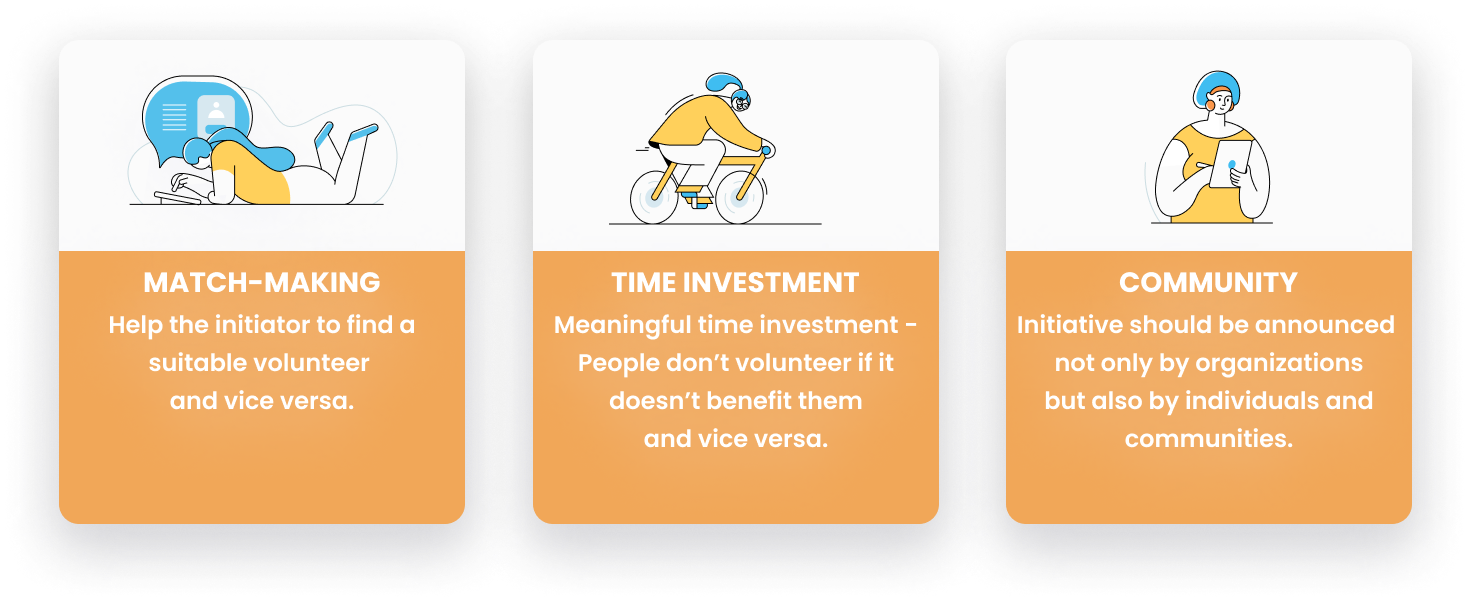 MATCH-MAKING
Help the initiator to find a
suitable volunteer
and vice versa.
TIME INVESTMENT
Meaningful time investment -
People don’t volunteer if it
doesn’t benefit them
and vice versa.
COMMUNITY
Initiative should be announced
not only by organizations
but also by individuals and
communities.